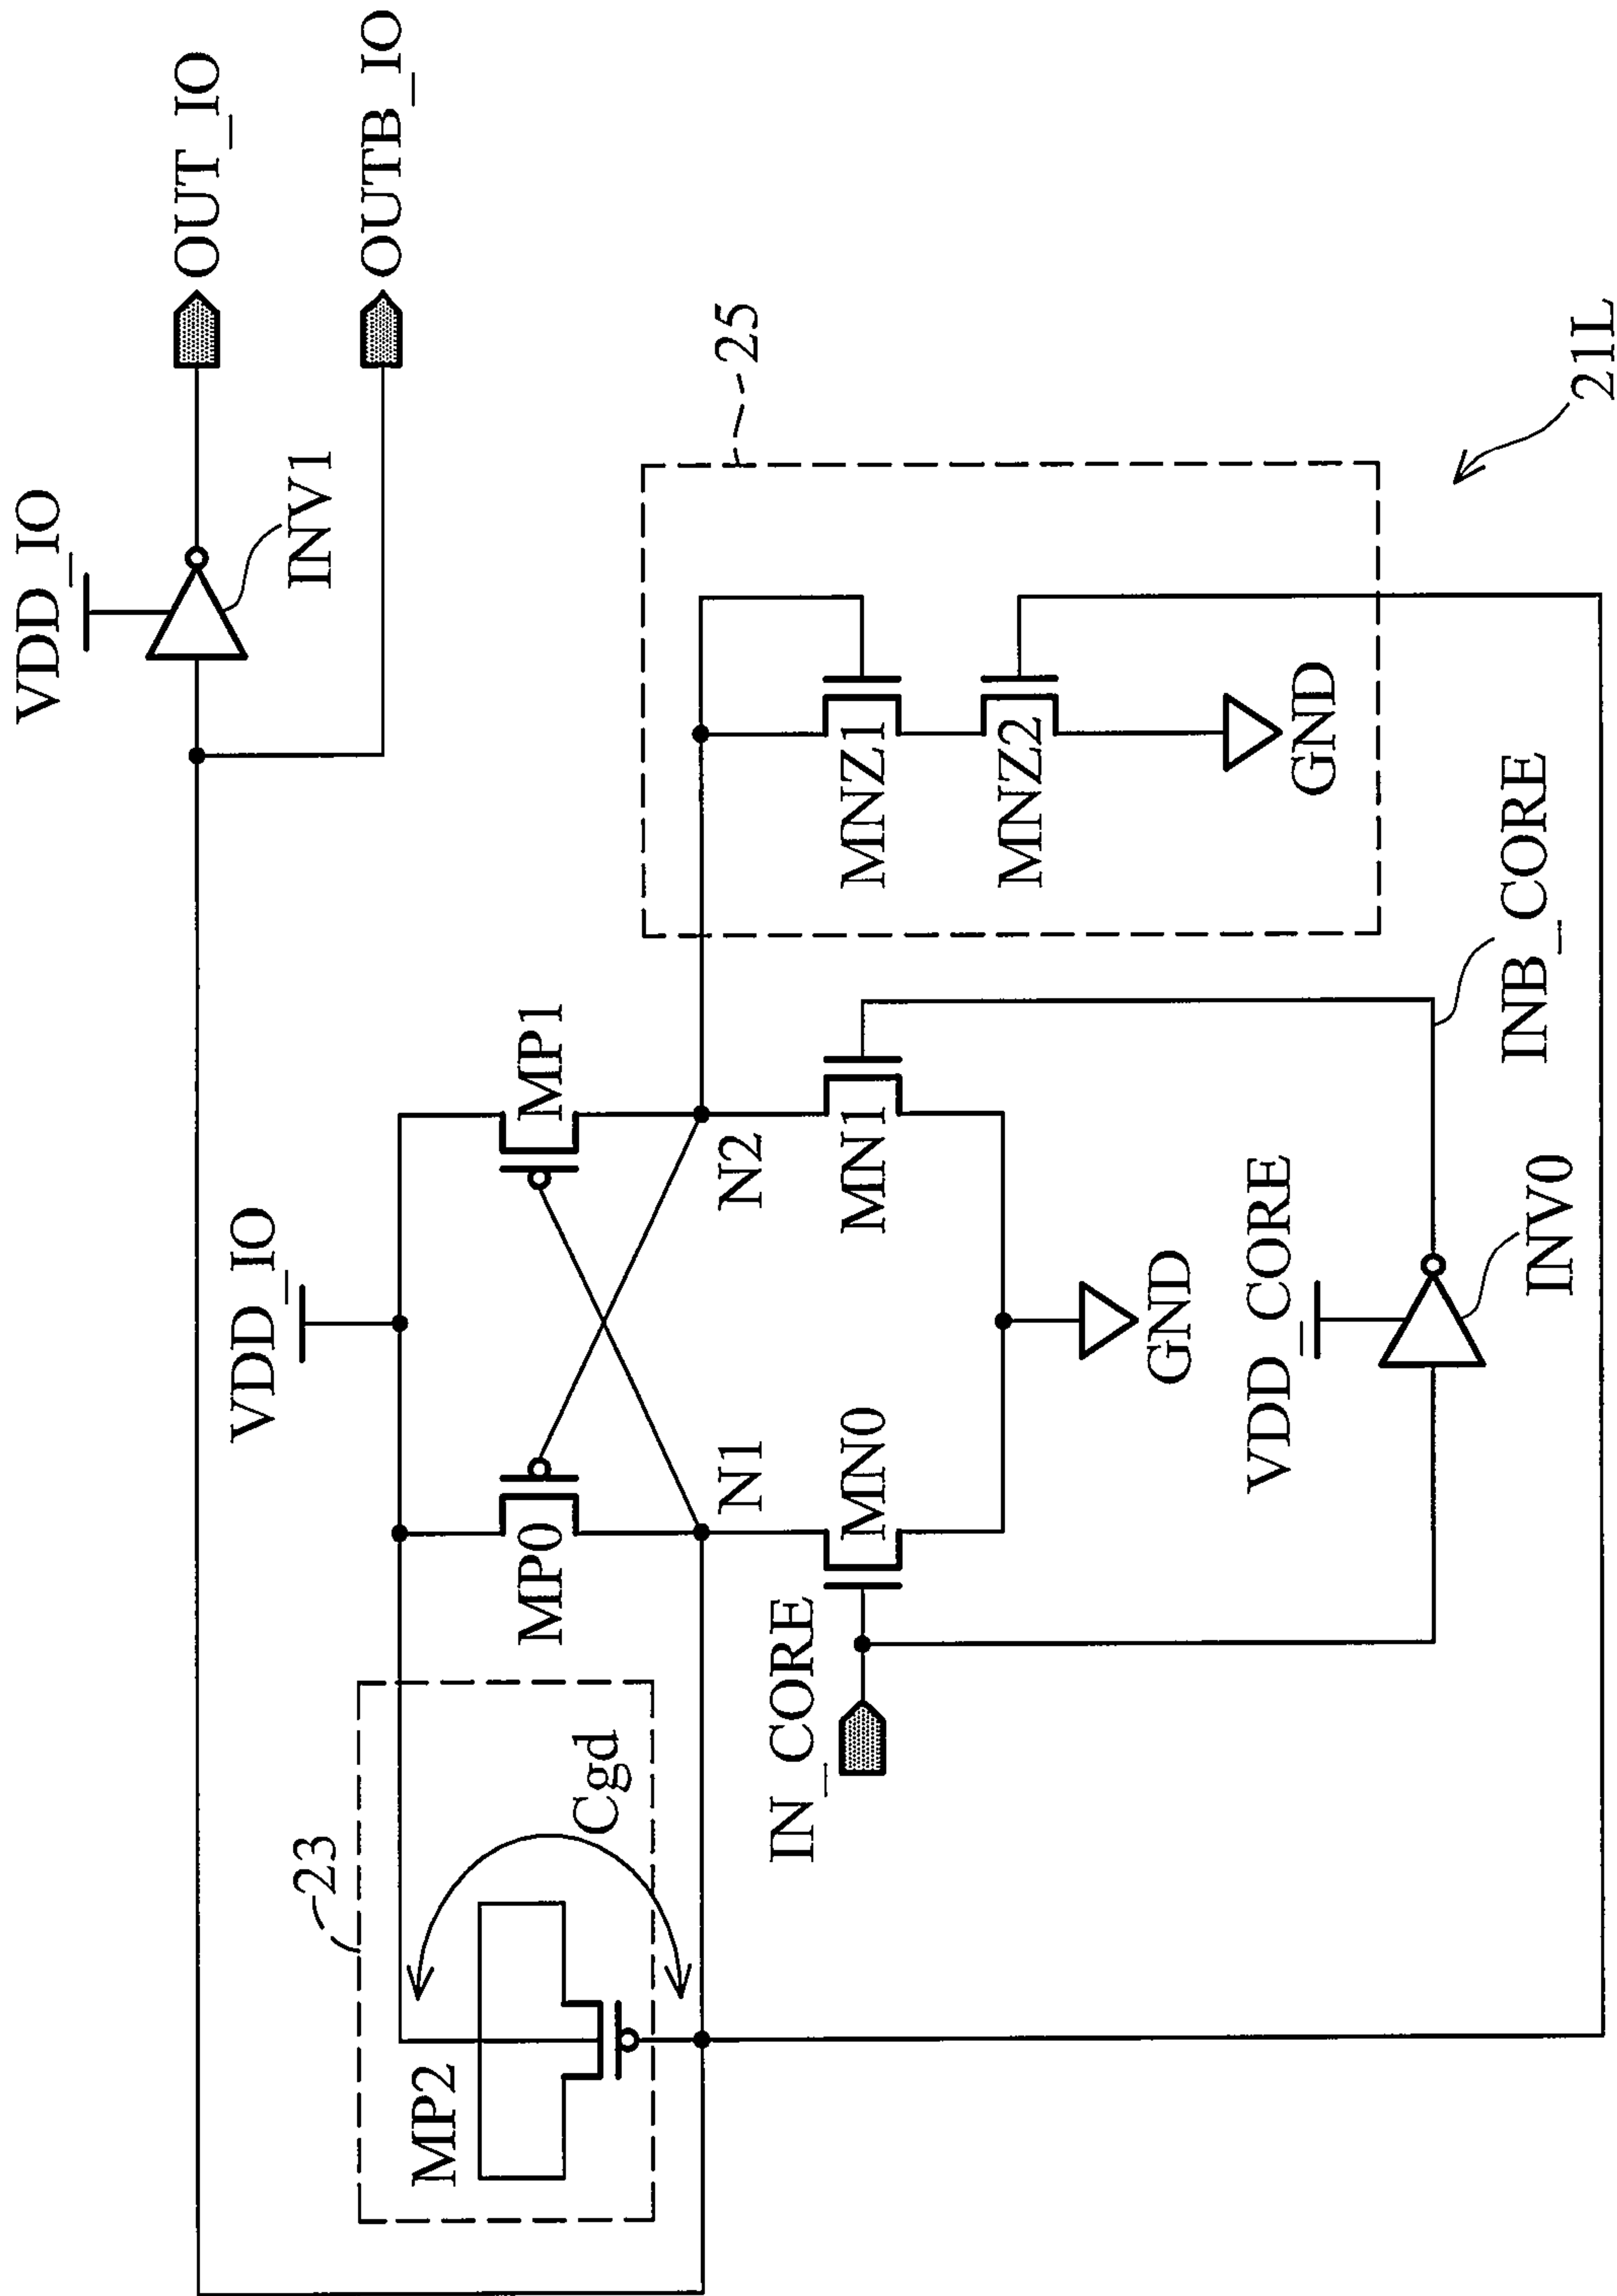 VDD_IO
OUT_IO
INV1
OUTB_IO
VDD_IO
23
MP2
Cgd
MP0
MP1
N1
N2
25
IN_CORE
MN0
MN1
MNZ1
MNZ2
GND
GND
VDD_CORE
INV0
INB_CORE
21L